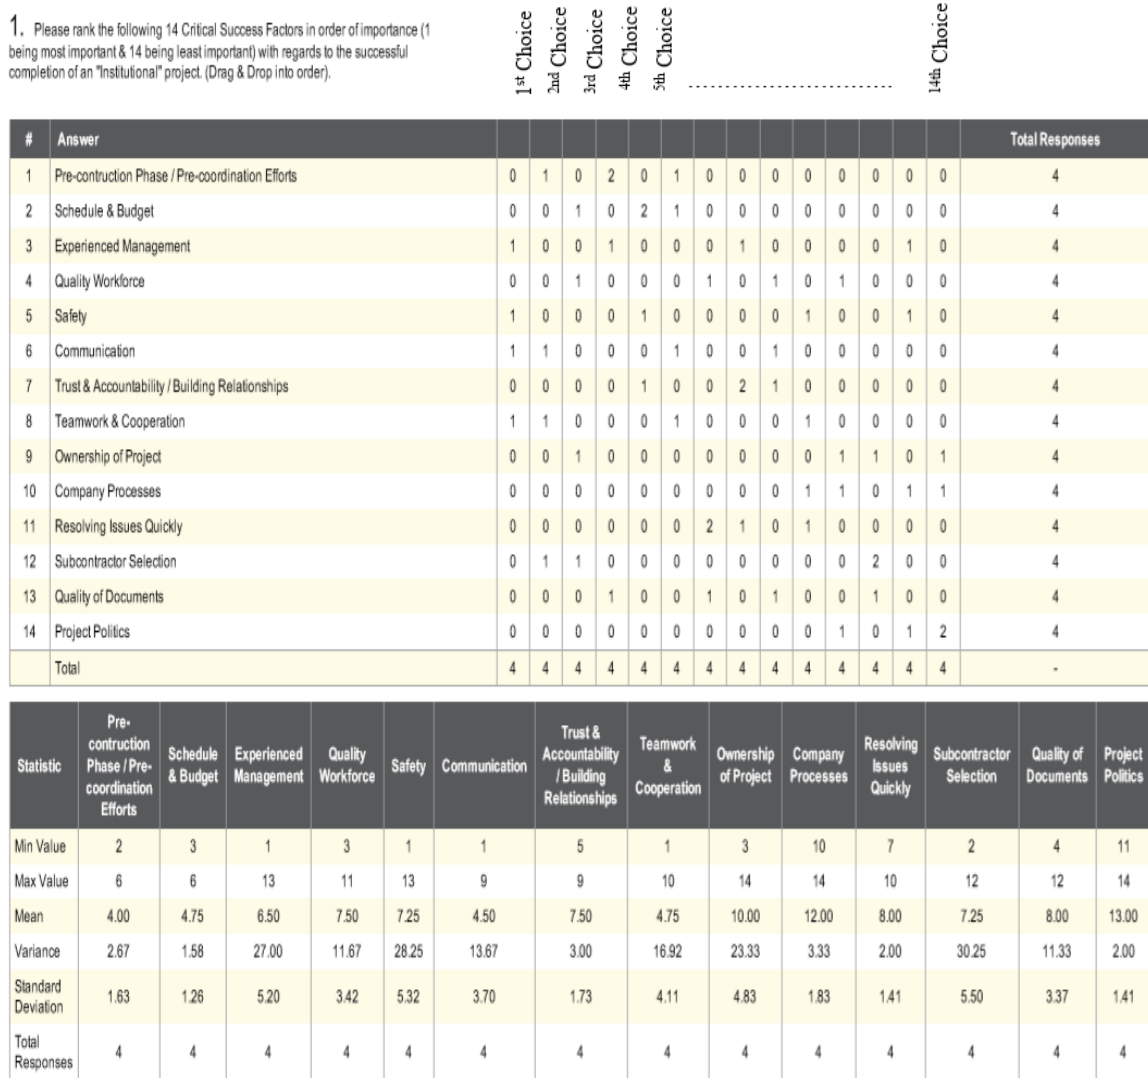 1. Please rank the following 14 Critical Success Factors in order of importance (1
being most important & 14 being least important) with regards to the successful
completion of an "Institutional" project. (Drag & Drop into order).
1st Choice
2nd Choice
3rd Choice
4th Choice
5th Choice
14th Choice
# Answer Total Responses
1 Pre-contruction Phase / Pre-coordination Efforts 0 1 0 2 0 1 0 0 0 0 0 0 0 0 4
2 Schedule & Budget 0 0 1 0 2 1 0 0 0 0 0 0 0 0 4
3 Experienced Management 1 0 0 1 0 0 0 1 0 0 0 0 1 0 4
4 Quality Workforce 0 0 1 0 0 0 1 0 1 0 1 0 0 0 4
5 Safety 1 0 0 0 1 0 0 0 0 1 0 0 1 0 4
6 Communication 1 1 0 0 0 1 0 0 1 0 0 0 0 0 4
7 Trust & Accountability / Building Relationships 0 0 0 0 1 0 0 2 1 0 0 0 0 0 4
8 Teamwork & Cooperation 1 1 0 0 0 1 0 0 0 1 0 0 0 0 4
9 Ownership of Project 0 0 1 0 0 0 0 0 0 0 1 1 0 1 4
10 Company Processes 0 0 0 0 0 0 0 0 0 1 1 0 1 1 4
11 Resolving Issues Quickly 0 0 0 0 0 0 2 1 0 1 0 0 0 0 4
12 Subcontractor Selection 0 1 1 0 0 0 0 0 0 0 0 2 0 0 4
13 Quality of Documents 0 0 0 1 0 0 1 0 1 0 0 1 0 0 4
14 Project Politics 0 0 0 0 0 0 0 0 0 0 1 0 1 2 4
Total 4 4 4 4 4 4 4 4 4 4 4 4 4 4 -
Statistic
Pre-
contruction
Phase / Pre-
coordination
Efforts
Schedule
& Budget
Experienced
Management
Quality
Workforce
Safety
Communication
Trust &
Accountability
/ Building
Relationships
Teamwork
&
Cooperation
Ownership
of Project
Company
Processes
Resolving
Issues
Quickly
Subcontractor
Selection
Quality of
Documents
Project
Politics
Min Value 2 3 1 3 1 1 5 1 3 10 7 2 4 11
Max Value 6 6 13 11 13 9 9 10 14 14 10 12 12 14
Mean 4.00 4.75 6.50 7.50 7.25 4.50 7.50 4.75 10.00 12.00 8.00 7.25 8.00 13.00
Variance 2.67 1.58 27.00 11.67 28.25 13.67 3.00 16.92 23.33 3.33 2.00 30.25 11.33 2.00
Standard
Deviation 1.63 1.26 5.20 3.42 5.32 3.70 1.73 4.11 4.83 1.83 1.41 5.50 3.37 1.41
Total
Responses 4 4 4 4 4 4 4 4 4 4 4 4 4 4